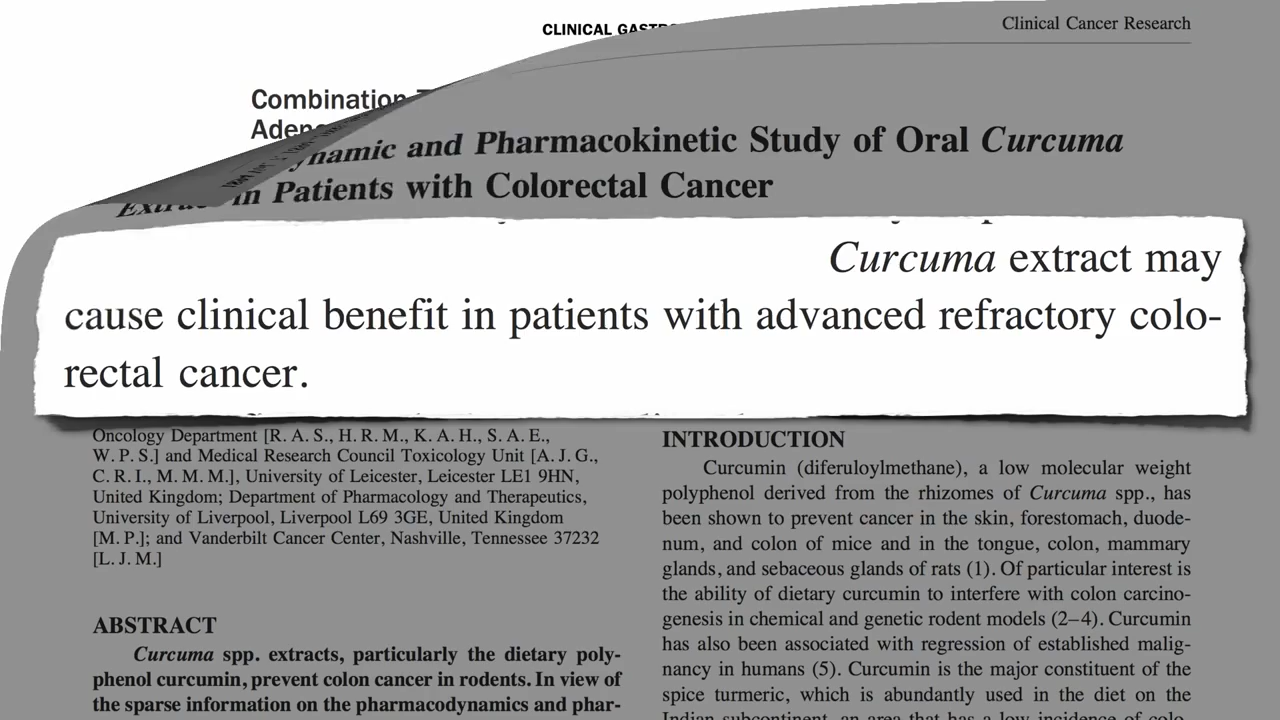 CLINICAL
Clinical Cancer Research
Combination
and Pharmacokinetic Study of Oral Curcuma
in Patients with Colorectal Cancer
Curcuma extract may
cause clinical benefit in patients with advanced refractory colo-
rectal cancer.
Oncology Department [R. A. S., H. R. M., K. A. H., S. A. E.,
W. P. S.] and Medical Research Council Toxicology Unit [A. J. G.,
C. R. I., M. M. M.], University of Leicester, Leicester LE1 9HN,
United Kingdom; Department of Pharmacology and Therapeutics,
University of Liverpool, Liverpool L69 3GE, United Kingdom
[M. P.]; and Vanderbilt Cancer Center, Nashville, Tennessee 37232
[L. J. M.]
ABSTRACT
Curcuma spp. extracts, particularly the dietary poly-
phenol curcumin, prevent colon cancer in rodents. In view of
the sparse information on the pharmacodynamics and phar-
INTRODUCTION
Curcumin (diferuloylmethane), a low molecular weight
polyphenol derived from the rhizomes of Curcuma spp., has
been shown to prevent cancer in the skin, forestomach, duode-
num, and colon of mice and in the tongue, colon, mammary
glands, and sebaceous glands of rats (1). Of particular interest is
the ability of dietary curcumin to interfere with colon carcino-
genesis in chemical and genetic rodent models (2–4). Curcumin
has also been associated with regression of established malig-
nancy in humans (5). Curcumin is the major constituent of the
spice turmeric, which is abundantly used in the diet on the
Indian subcontinent, an area that has a low incidence of colo-